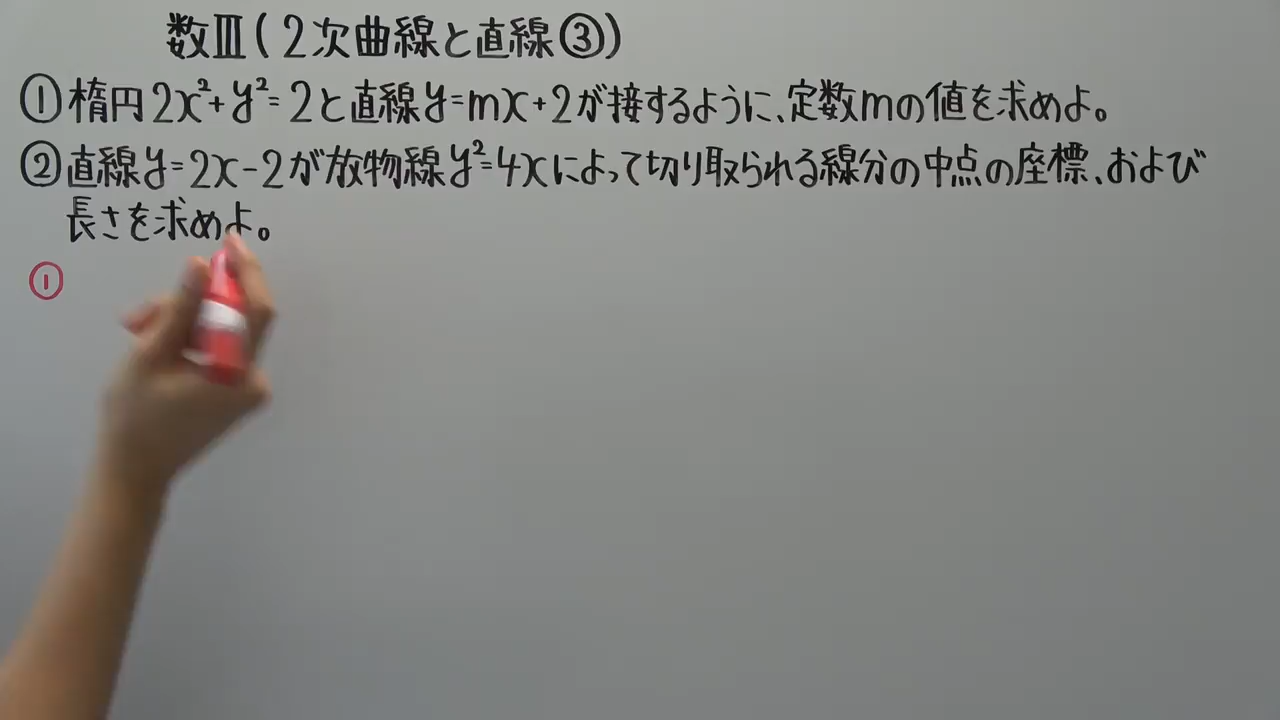 数Ⅲ(2次曲線と直線③)
①楕円2x²+y²=2と直線y=mx+2が接するように、定数mの値を求めよ。
②直線y=2x-2が放物線y²=4xによって切り取られる線分の中点の座標、および
長さを求めよ。
①